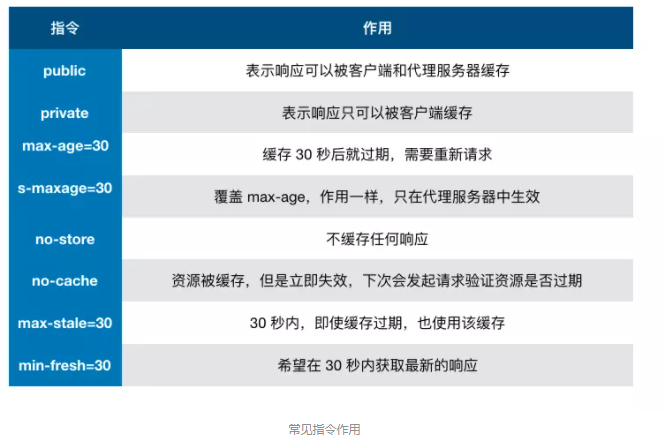 指令 作用
public 表示响应可以被客户端和代理服务器缓存
private 表示响应只可以被客户端缓存
max-age=30 缓存 30 秒后就过期，需要重新请求
s-maxage=30 覆盖 max-age，作用一样，只在代理服务器中生效
no-store 不缓存任何响应
no-cache 资源被缓存，但是立即失效，下次会发起请求验证资源是否过期
max-stale=30 30 秒内，即使缓存过期，也使用该缓存
min-fresh=30 希望在 30 秒内获取最新的响应
常见指令作用